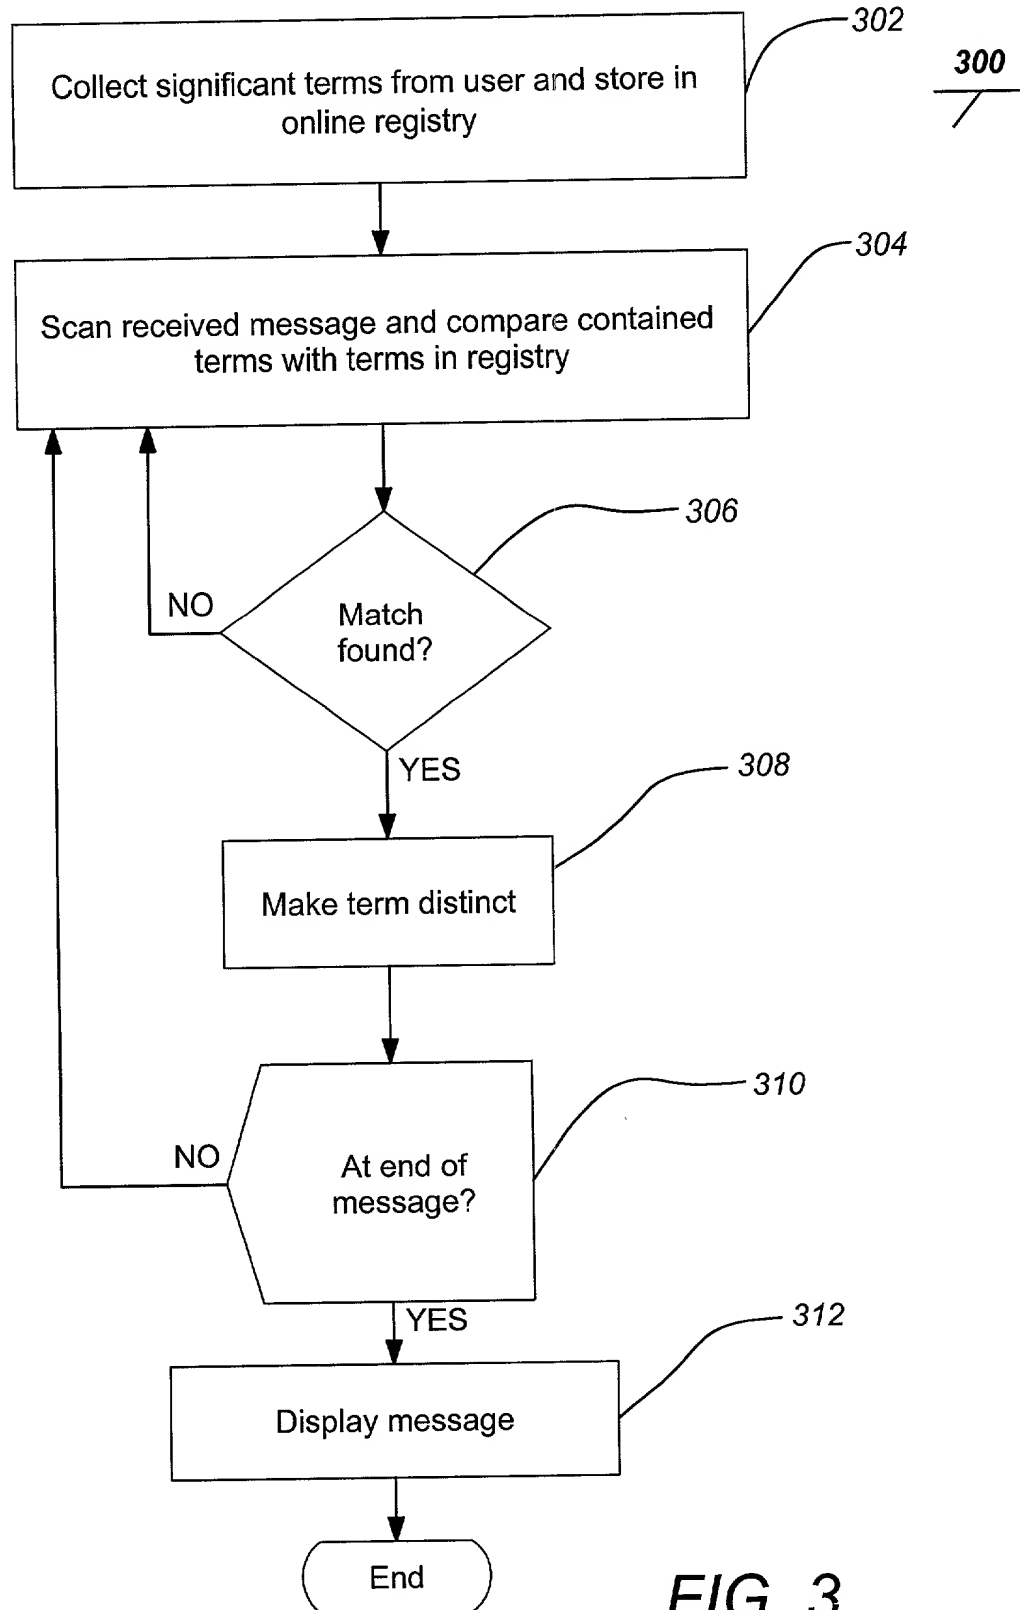 302
300
Collect significant terms from user and store in
online registry
304
Scan received message and compare contained
terms with terms in registry
306
NO
Match
found?
YES
308
Make term distinct
310
NO
At end of
message?
YES
312
Display message
End
FIG. 3